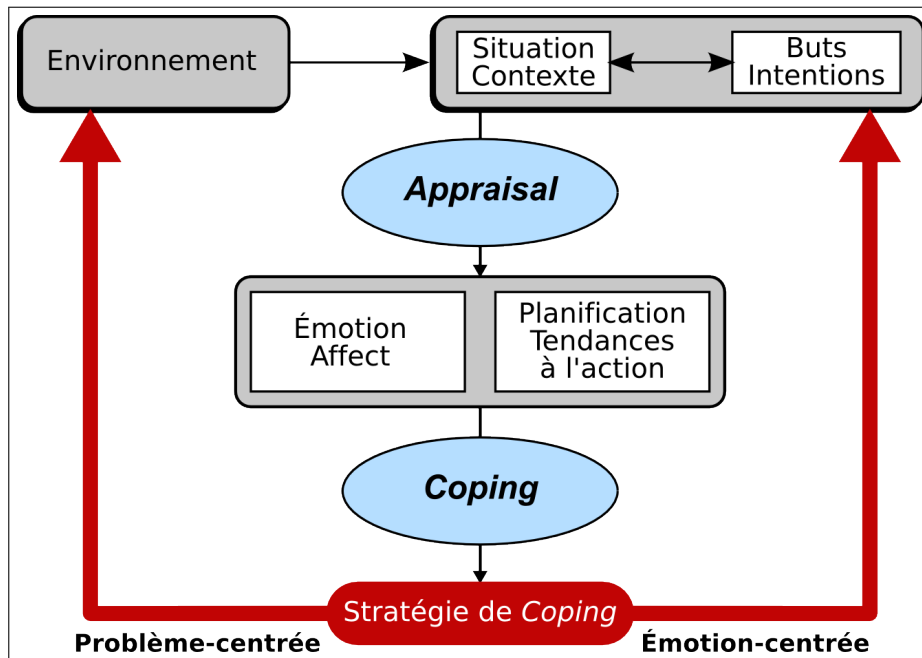 Environnement
Situation
Contexte
Buts
Intentions
Appraisal
Émotion
Affect
Planification
Tendances
à l'action
Coping
Stratégie de Coping
Problème-centrée
Émotion-centrée